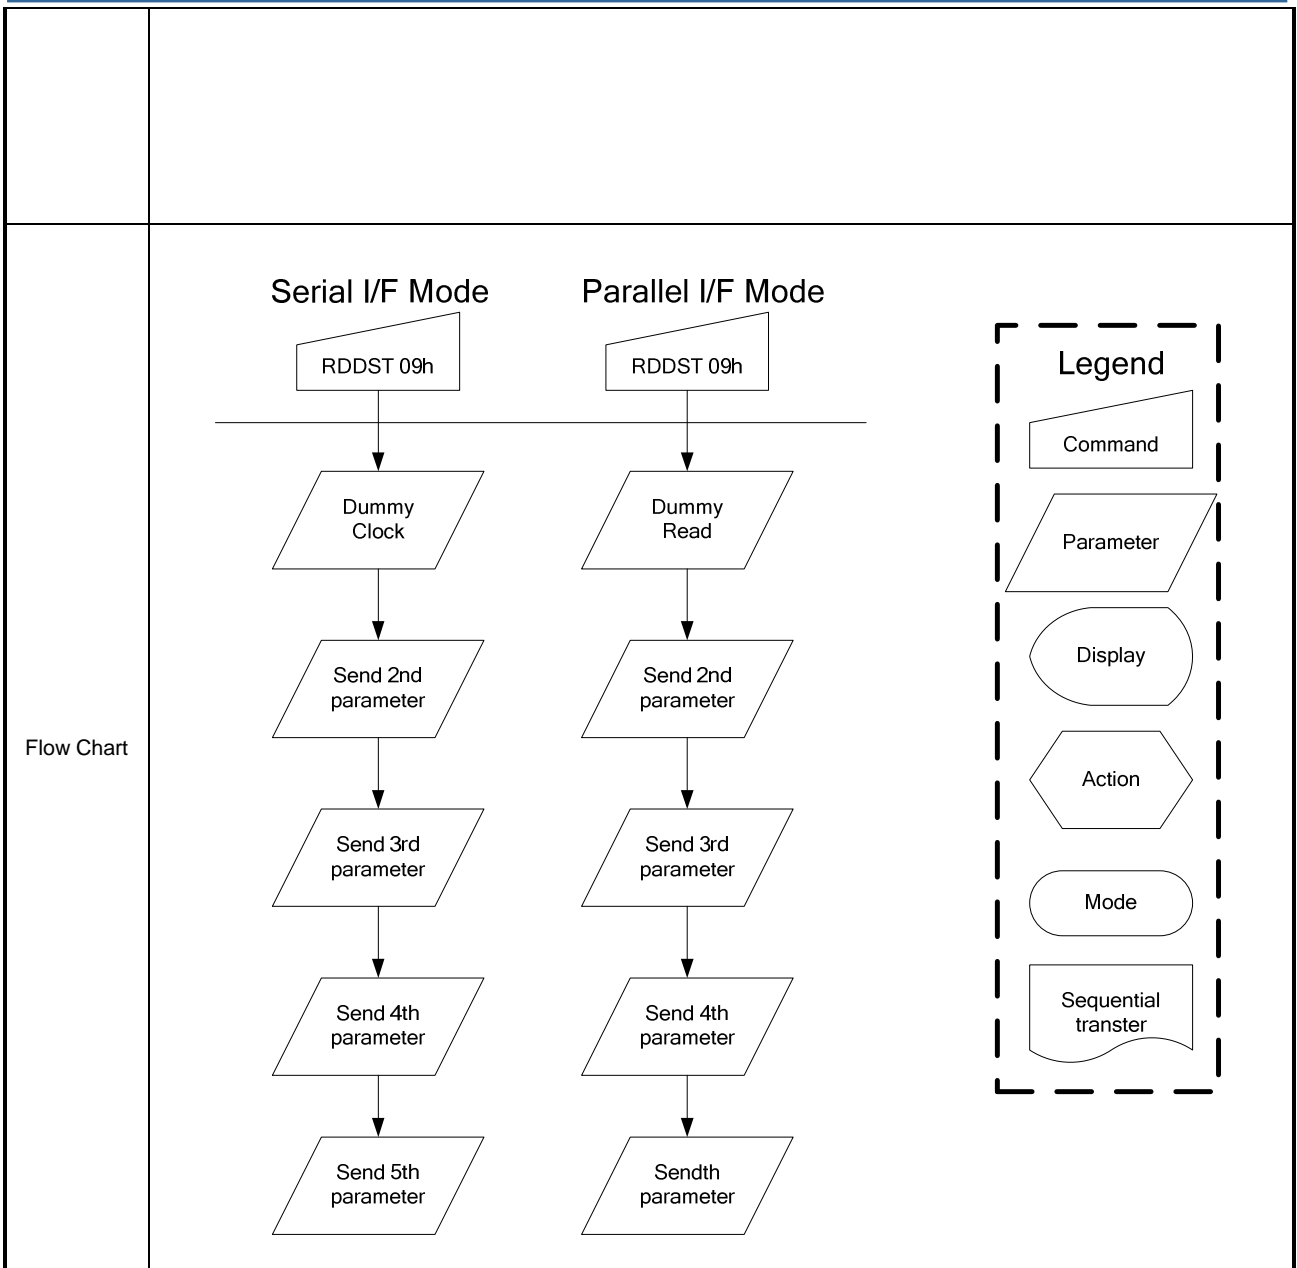 Flow Chart
Serial I/F Mode
RDDST 09h
Dummy
Clock
Send 2nd
parameter
Send 3rd
parameter
Send 4th
parameter
Send 5th
parameter
Parallel I/F Mode
RDDST 09h
Dummy
Read
Send 2nd
parameter
Send 3rd
parameter
Send 4th
parameter
Sendth
parameter
Legend
Command
Parameter
Display
Action
Mode
Sequential
transter